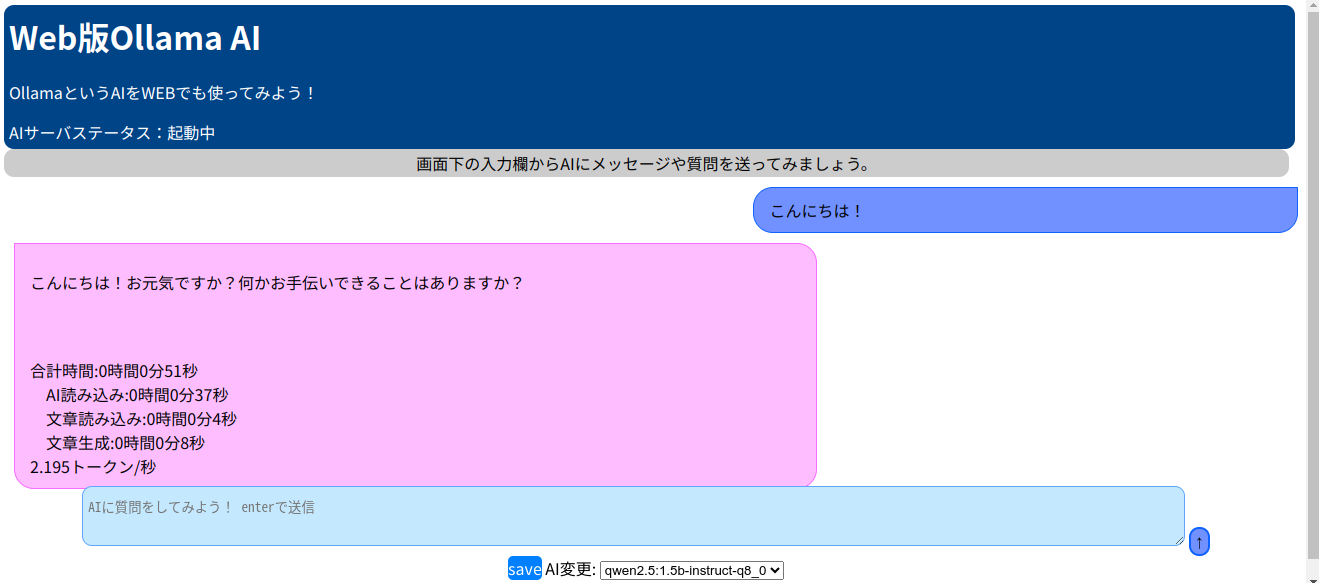 Web版Ollama AI
OllamaというAIをWEBでも使ってみよう！
AIサーバステータス：起動中
画面下の入力欄からAIにメッセージや質問を送ってみましょう。
こんにちは！
こんにちは！お元気ですか？何かお手伝いできることはありますか？
合計時間:0時間0分51秒
AI読み込み:0時間0分37秒
文章読み込み:0時間0分4秒
文章生成:0時間0分8秒
2.195トークン/秒
AIに質問をしてみよう！ enterで送信
↑
save AI変更: qwen2.5:1.5b-instruct-q8_0